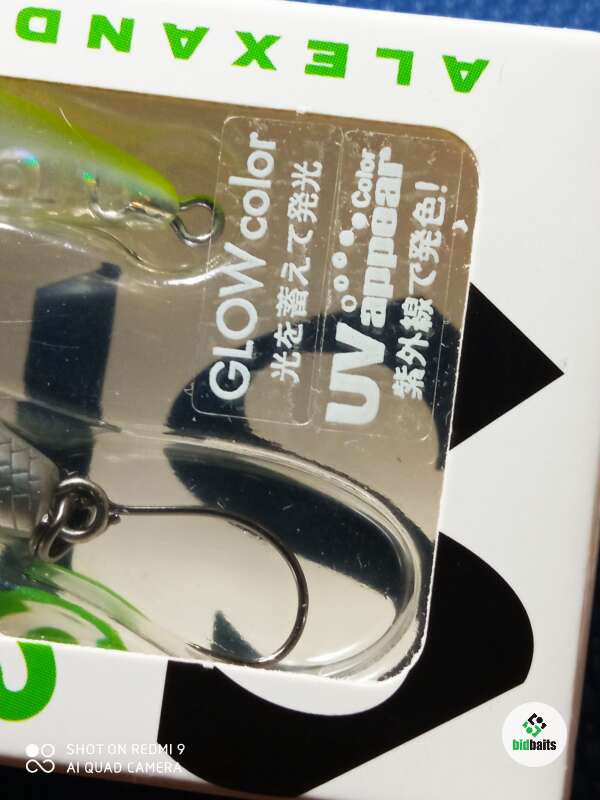 ALEXAND
GLOW color
光を蓄えて発光
UV appear Color
紫外線で発色!
SHOT ON REDMI 9
AI QUAD CAMERA
bidbaits